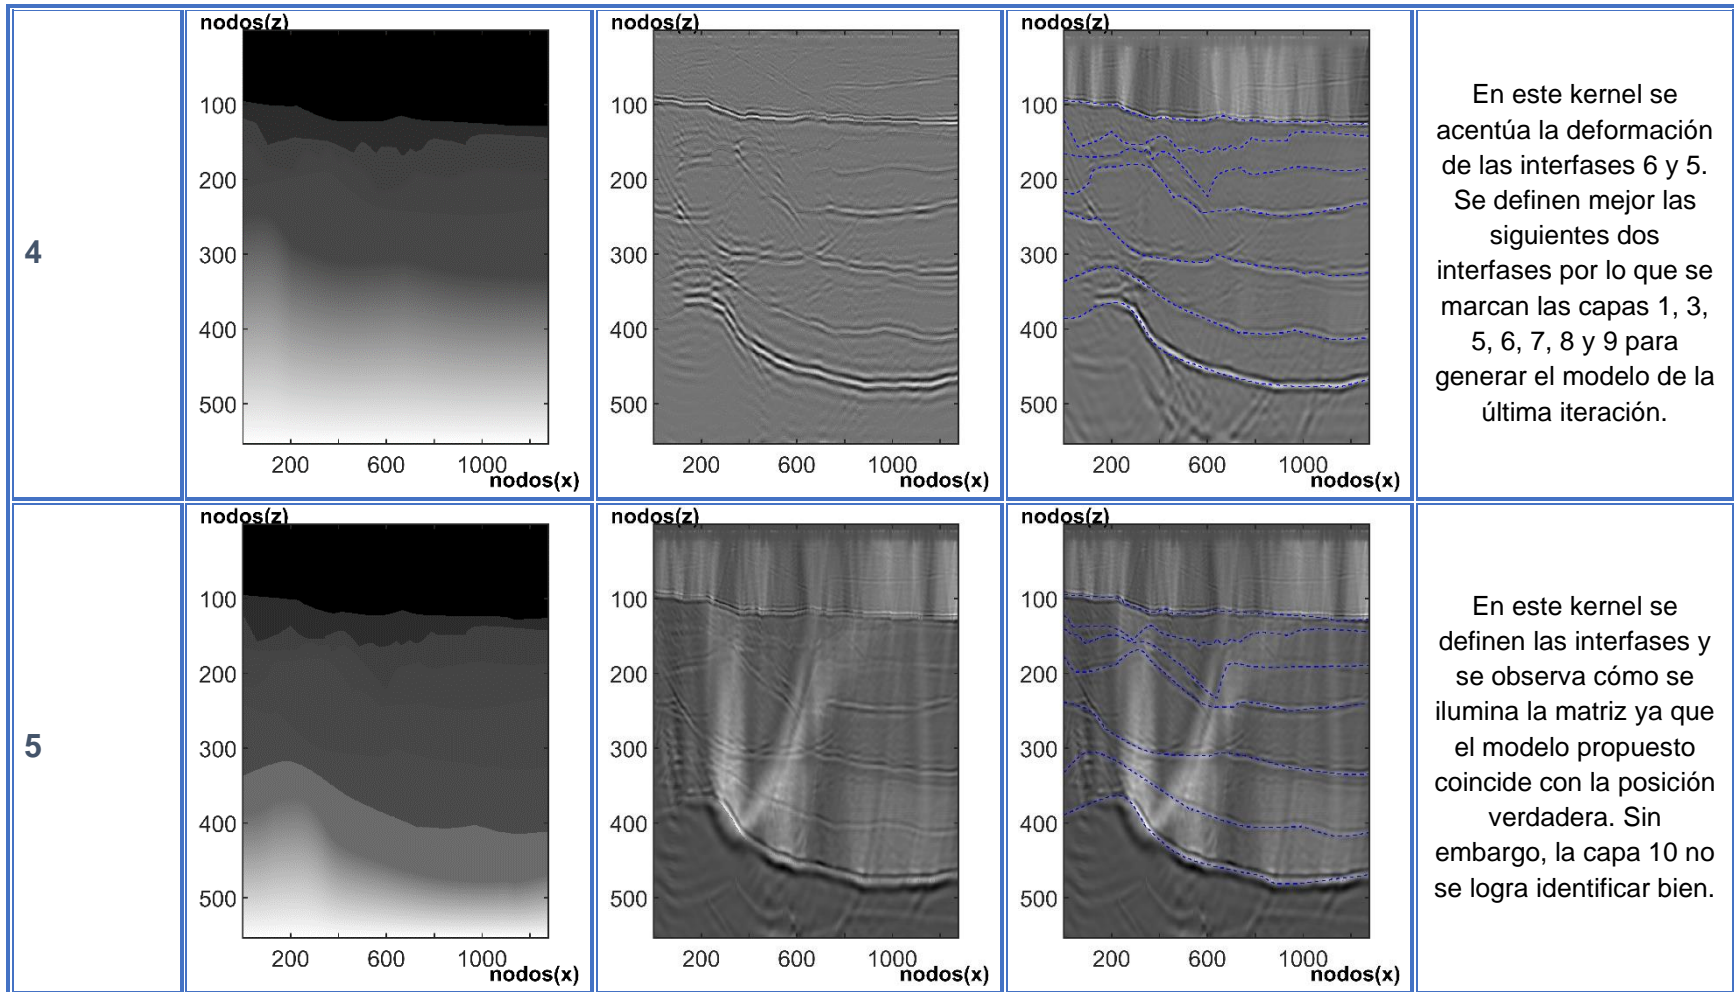 nodos(z)
100
200
300
400
500
200
600
1000
nodos(x)
nodos(z)
100
200
300
400
500
200
600
1000
nodos(x)
nodos(z)
100
200
300
400
500
200
600
1000
nodos(x)
4
En este kernel se
acentúa la deformación
de las interfases 6 y 5.
Se definen mejor las
siguientes dos
interfases por lo que se
marcan las capas 1, 3,
5, 6, 7, 8 y 9 para
generar el modelo de la
última iteración.
nodos(z)
100
200
300
400
500
200
600
1000
nodos(x)
nodos(z)
100
200
300
400
500
200
600
1000
nodos(x)
nodos(z)
100
200
300
400
500
200
600
1000
nodos(x)
5
En este kernel se
definen las interfases y
se observa cómo se
ilumina la matriz ya que
el modelo propuesto
coincide con la posición
verdadera. Sin
embargo, la capa 10 no
se logra identificar bien.